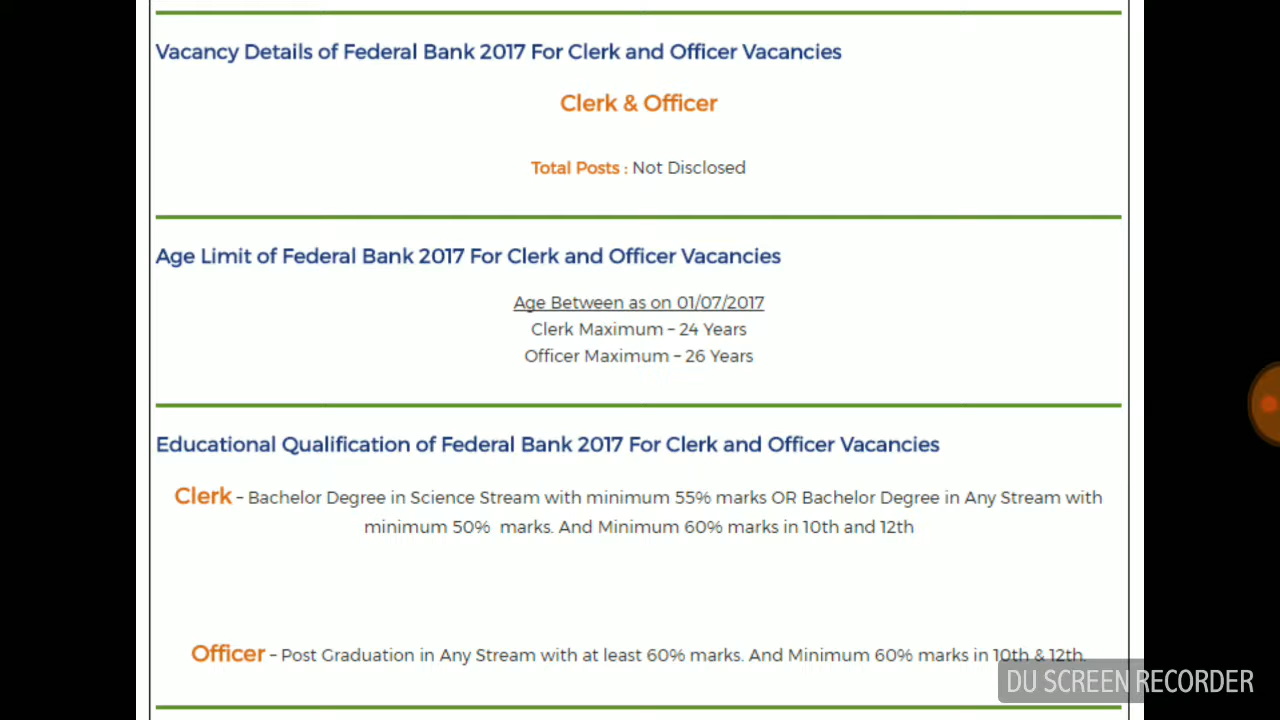 Vacancy Details of Federal Bank 2017 For Clerk and Officer Vacancies
Clerk & Officer
Total Posts : Not Disclosed
Age Limit of Federal Bank 2017 For Clerk and Officer Vacancies
Age Between as on 01/07/2017
Clerk Maximum – 24 Years
Officer Maximum – 26 Years
Educational Qualification of Federal Bank 2017 For Clerk and Officer Vacancies
Clerk – Bachelor Degree in Science Stream with minimum 55% marks OR Bachelor Degree in Any Stream with
minimum 50%  marks. And Minimum 60% marks in 10th and 12th
Officer – Post Graduation in Any Stream with at least 60% marks. And Minimum 60% marks in 10th & 12th.
DU SCREEN RECORDER